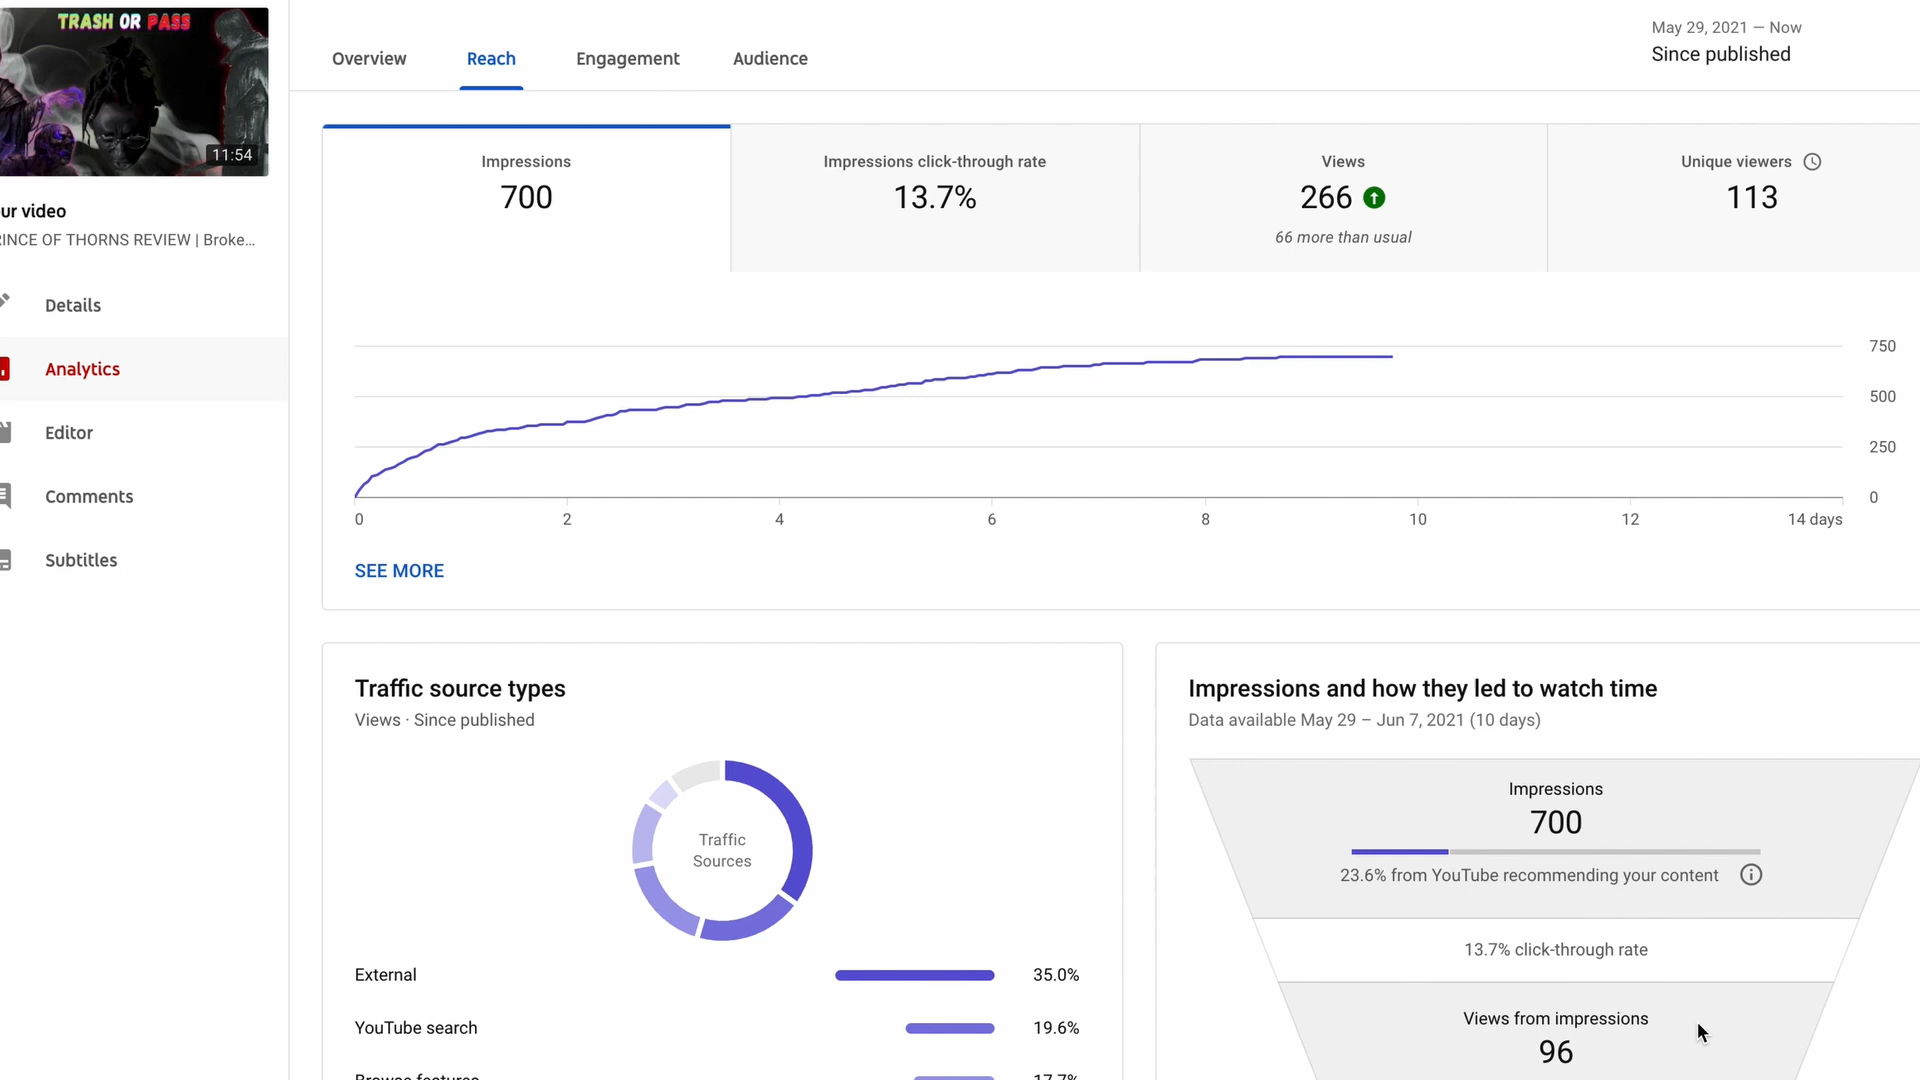 TRASH OR PASS
11:54
ur video
RINCE OF THORNS REVIEW | Broke...
Details
Analytics
Editor
Comments
Subtitles
Overview
Reach
Engagement
Audience
May 29, 2021 – Now
Since published
Impressions
700
Impressions click-through rate
13.7%
Views
266
66 more than usual
Unique viewers
113
750
500
250
0
0 2 4 6 8 10 12 14 days
SEE MORE
Traffic source types
Views · Since published
Traffic
Sources
External 35.0%
YouTube search 19.6%
Browse features 17.7%
Impressions and how they led to watch time
Data available May 29 – Jun 7, 2021 (10 days)
Impressions
700
23.6% from YouTube recommending your content
13.7% click-through rate
Views from impressions
96